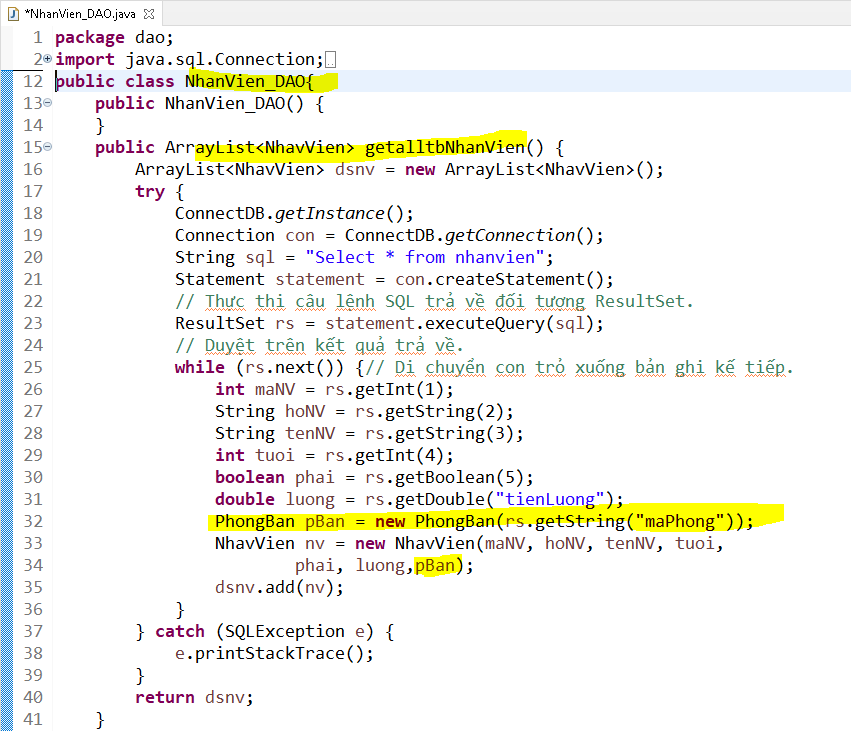 *NhanVien_DAO.java
1 package dao;
2 import java.sql.Connection;
12 public class NhanVien_DAO{
13 public NhanVien_DAO() {
14 }
15 public ArrayList<NhavVien> getalltbNhanVien() {
16 ArrayList<NhavVien> dsnv = new ArrayList<NhavVien>();
17 try {
18 ConnectDB.getInstance();
19 Connection con = ConnectDB.getConnection();
20 String sql = "Select * from nhanvien";
21 Statement statement = con.createStatement();
22 // Thực thi câu lệnh SQL trả về đối tượng ResultSet.
23 ResultSet rs = statement.executeQuery(sql);
24 // Duyệt trên kết quả trả về.
25 while (rs.next()) {// Di chuyển con trỏ xuống bản ghi kế tiếp.
26 int maNV = rs.getInt(1);
27 String hoNV = rs.getString(2);
28 String tenNV = rs.getString(3);
29 int tuoi = rs.getInt(4);
30 boolean phai = rs.getBoolean(5);
31 double luong = rs.getDouble("tienLuong");
32 PhongBan pBan = new PhongBan(rs.getString("maPhong"));
33 NhavVien nv = new NhavVien(maNV, hoNV, tenNV, tuoi,
34 phai, luong,pBan);
35 dsnv.add(nv);
36 }
37 } catch (SQLException e) {
38 e.printStackTrace();
39 }
40 return dsnv;
41 }